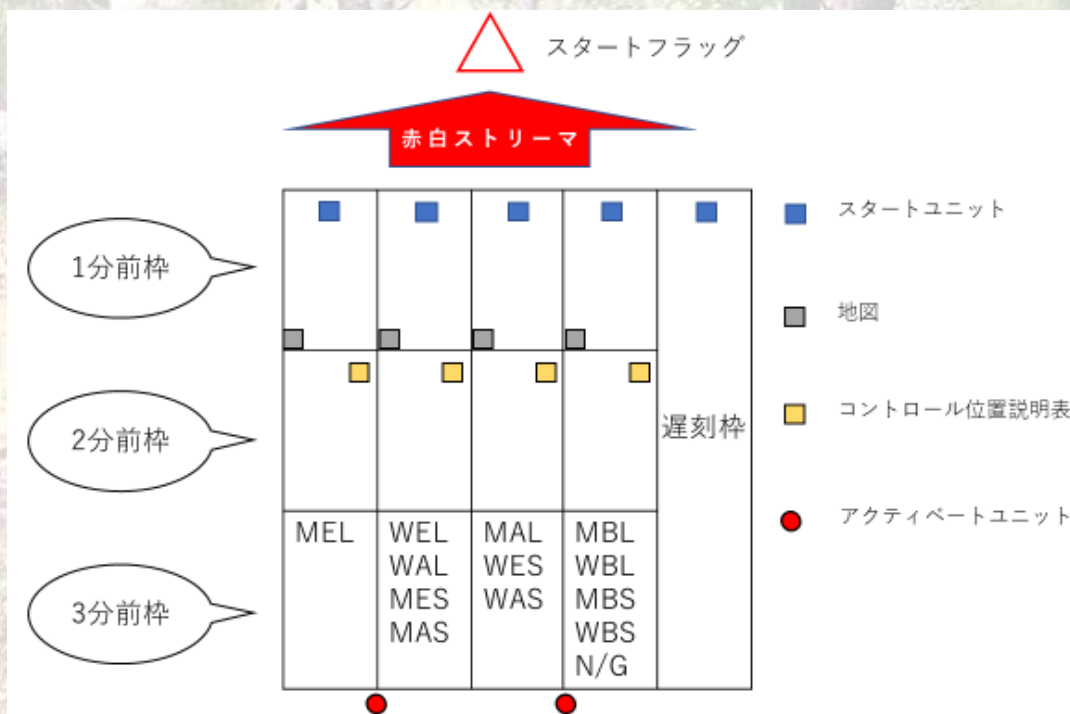 スタートフラッグ
赤白ストリーマ
1分前枠
2分前枠
3分前枠
MEL
WEL
WAL
MES
MAS
MAL
WES
WAS
MBL
WBL
MBS
WBS
N/G
遅刻枠
スタートユニット
地図
コントロール位置説明表
アクティベートユニット